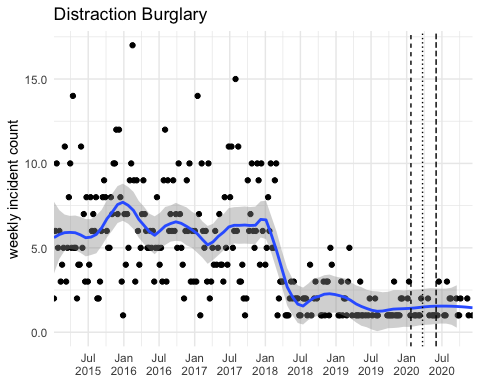 Distraction Burglary
weekly incident count
15.0
10.0
5.0
0.0
Jul Jan Jul Jan Jul Jan Jul Jan Jul Jan Jul
2015 2016 2016 2017 2017 2018 2018 2019 2019 2020 2020